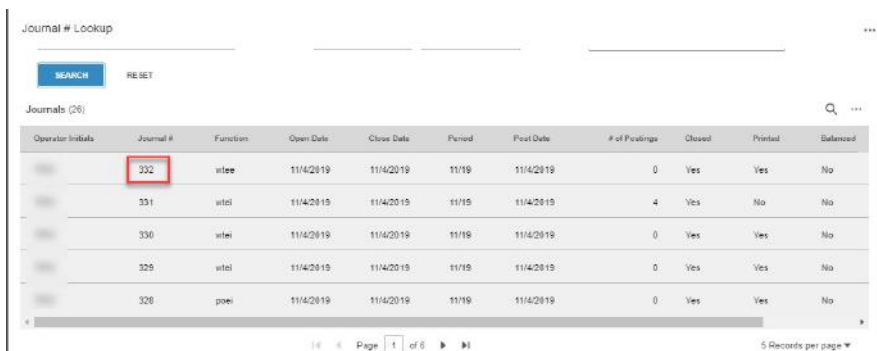 Journal # Lookup
SEARCH RESET
Journals (26)
Operator Initials Journal # Function Open Date Close Date Period Post Date # of Postings Closed Printed Balanced
332 wtee 11/4/2019 11/4/2019 11/19 11/4/2019 0 Yes Yes No
331 wtei 11/4/2019 11/4/2019 11/19 11/4/2019 4 Yes No No
330 wtei 11/4/2019 11/4/2019 11/19 11/4/2019 0 Yes Yes No
329 wtei 11/4/2019 11/4/2019 11/19 11/4/2019 0 Yes Yes No
328 poei 11/4/2019 11/4/2019 11/19 11/4/2019 0 Yes Yes No
Page 1 of 6 5 Records per page